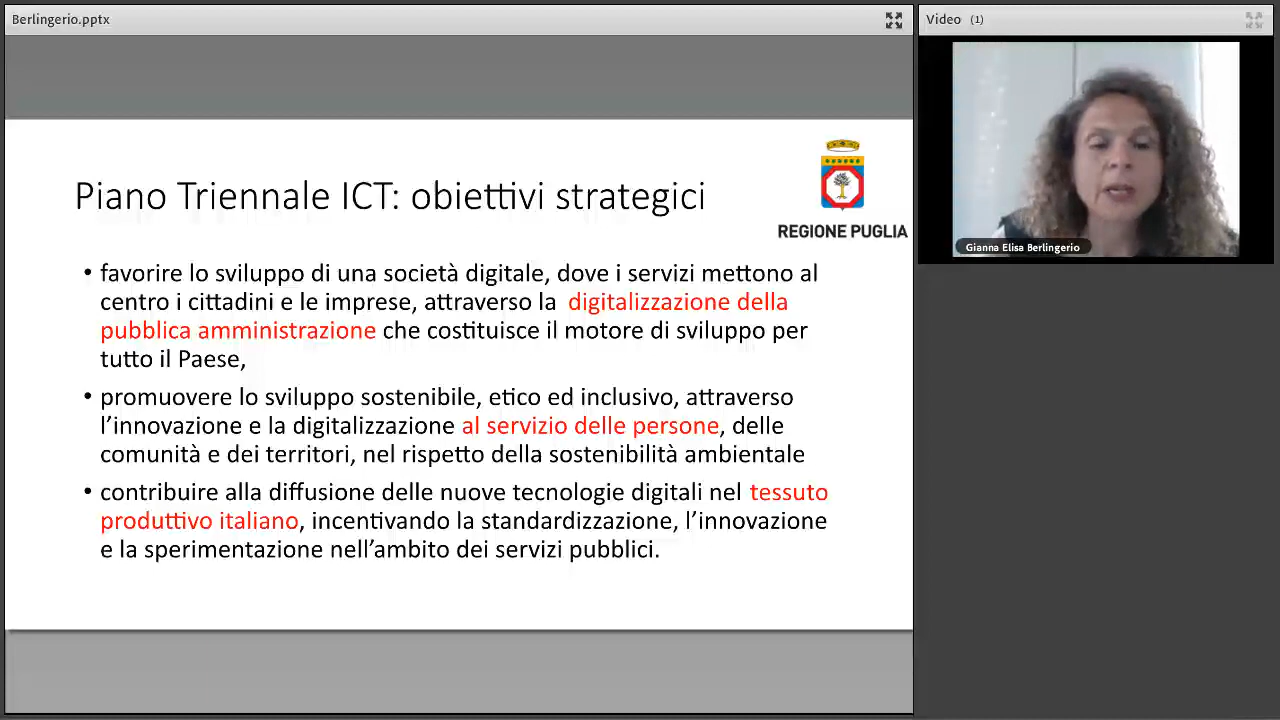 Berlingerio.pptx
Video (1)
Gianna Elisa Berlingerio
REGIONE PUGLIA
Piano Triennale ICT: obiettivi strategici
• favorire lo sviluppo di una società digitale, dove i servizi mettono al
centro i cittadini e le imprese, attraverso la digitalizzazione della
pubblica amministrazione che costituisce il motore di sviluppo per
tutto il Paese,
• promuovere lo sviluppo sostenibile, etico ed inclusivo, attraverso
l’innovazione e la digitalizzazione al servizio delle persone, delle
comunità e dei territori, nel rispetto della sostenibilità ambientale
• contribuire alla diffusione delle nuove tecnologie digitali nel tessuto
produttivo italiano, incentivando la standardizzazione, l’innovazione
e la sperimentazione nell’ambito dei servizi pubblici.